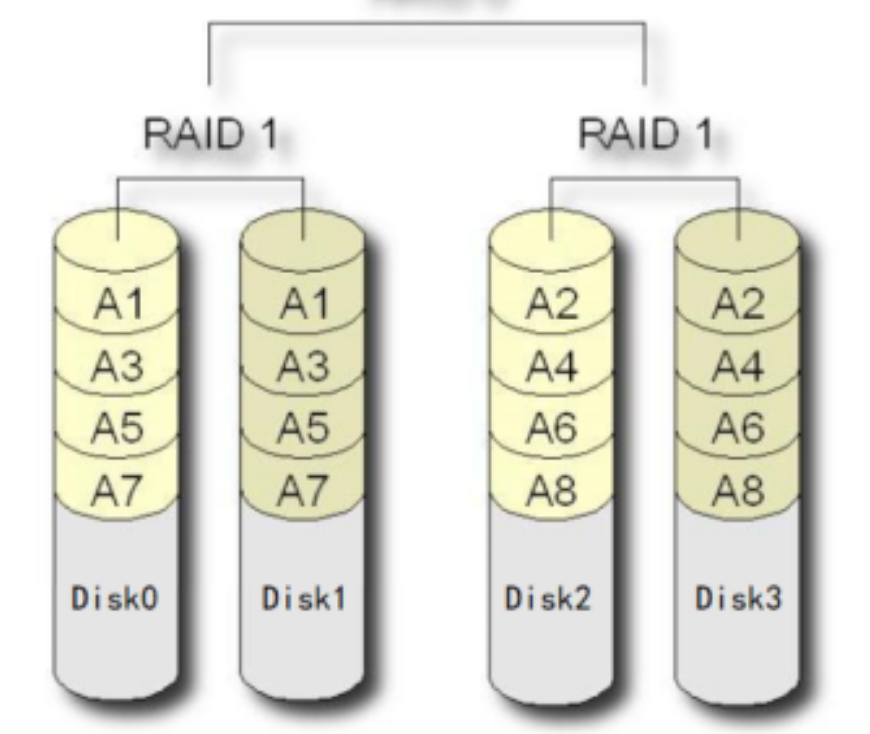 RAID 1 RAID 1
A1 A1 A2 A2
A3 A3 A4 A4
A5 A5 A6 A6
A7 A7 A8 A8
Disk0 Disk1 Disk2 Disk3